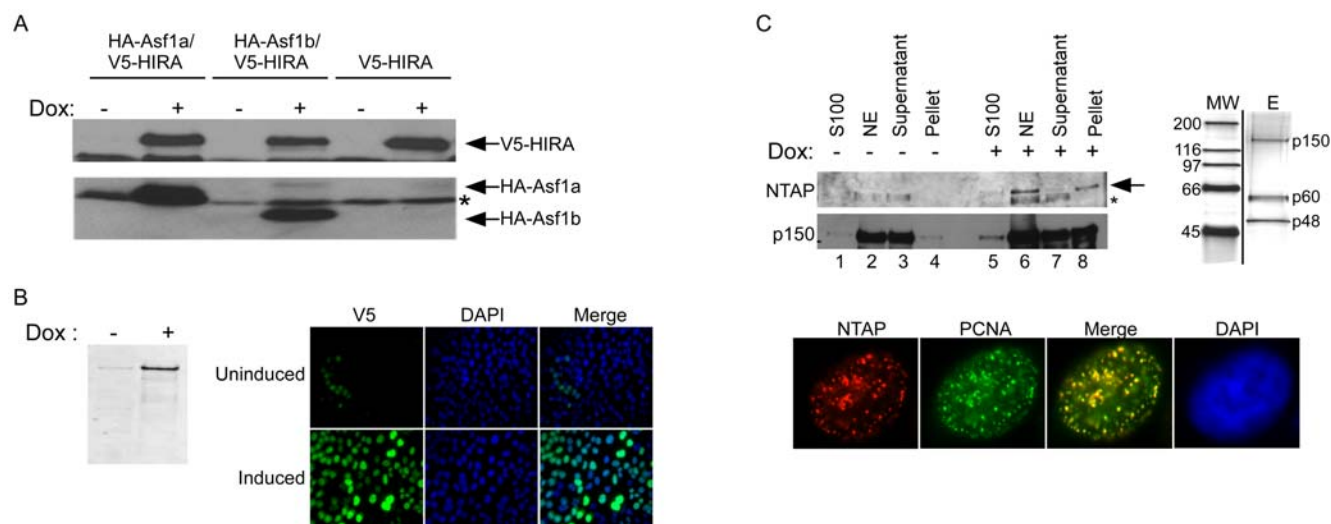 A
HA-Asf1a/
V5-HIRA
HA-Asf1b/
V5-HIRA
V5-HIRA
Dox: - + - + - +
V5-HIRA
HA-Asf1a
*
HA-Asf1b
B
Dox : - +
V5 DAPI Merge
Uninduced
Induced
C
S100 NE Supernatant Pellet S100 NE Supernatant Pellet
Dox: - - - - + + + +
NTAP
*
p150
1 2 3 4 5 6 7 8
MW E
200
116
97
66
45
p150
p60
p48
NTAP PCNA Merge DAPI